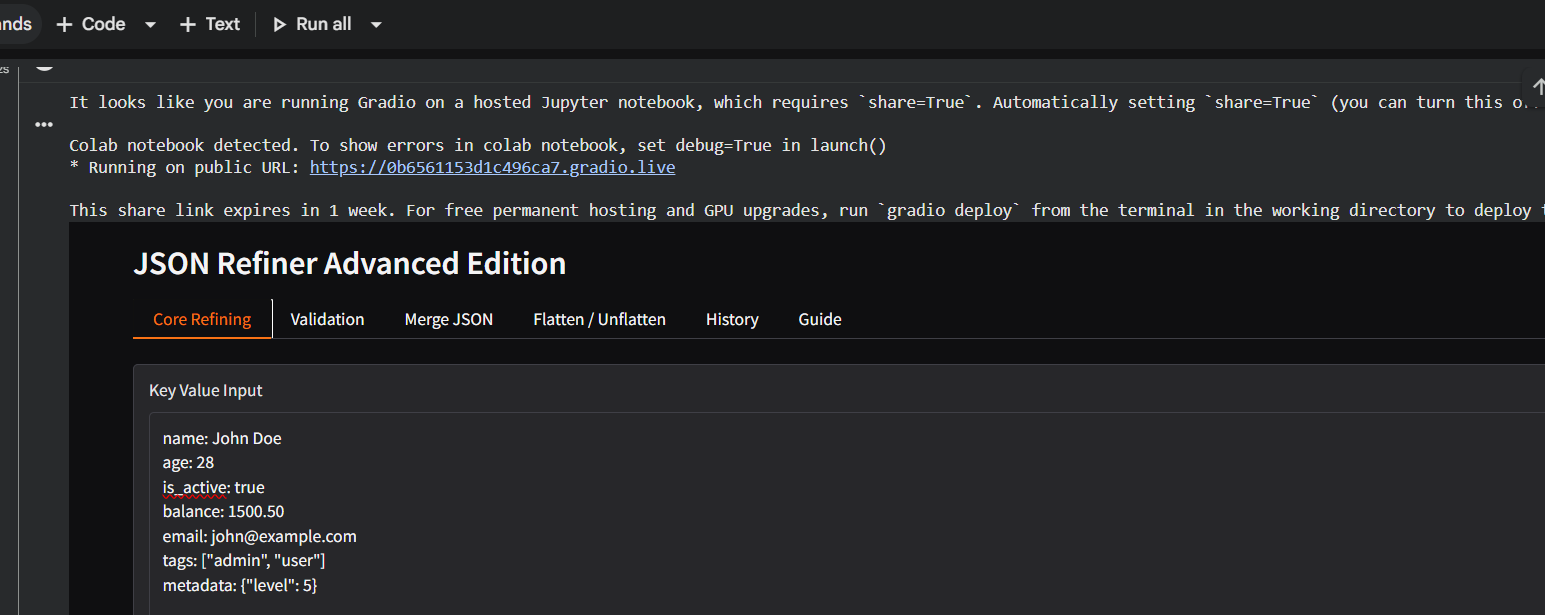 + Code
+ Text
Run all
It looks like you are running Gradio on a hosted Jupyter notebook, which requires `share=True`. Automatically setting `share=True` (you can turn this
Colab notebook detected. To show errors in colab notebook, set debug=True in launch()
* Running on public URL: https://0b6561153d1c496ca7.gradio.live
This share link expires in 1 week. For free permanent hosting and GPU upgrades, run `gradio deploy` from the terminal in the working directory to deploy
JSON Refiner Advanced Edition
Core Refining
Validation
Merge JSON
Flatten / Unflatten
History
Guide
Key Value Input
name: John Doe
age: 28
is_active: true
balance: 1500.50
email: john@example.com
tags: ["admin", "user"]
metadata: {"level": 5}